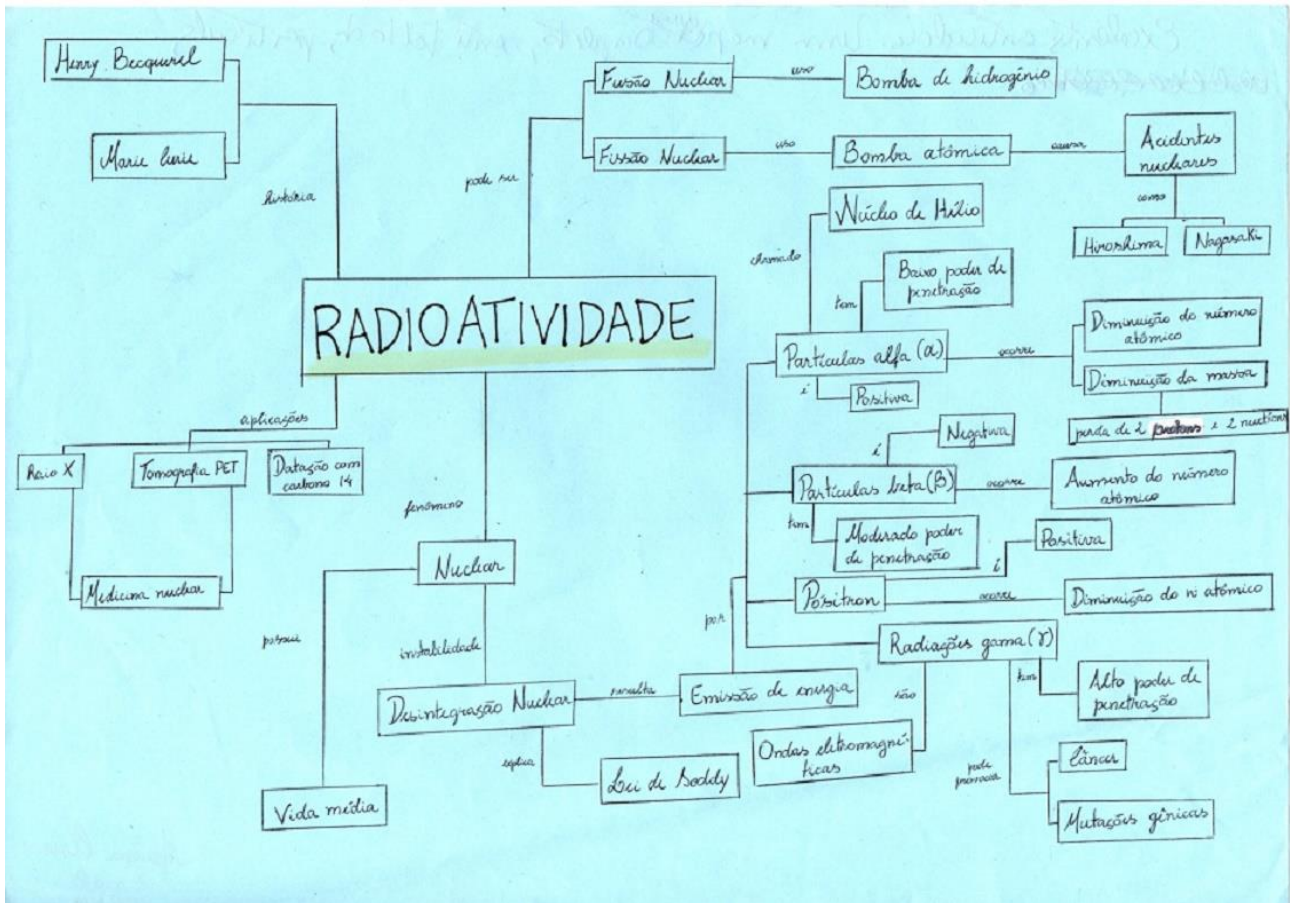 Henry Becquerel
Marie Curie
história
RADIOATIVIDADE
pode ser
Fusão Nuclear
uso
Bomba de hidrogênio
Fissão Nuclear
uso
Bomba atômica
causa
Acidentes
nucleares
como
Hiroshima
Nagasaki
aplicações
Raio X
Tomografia PET
Datação com
carbono 14
Medicina nuclear
fenômeno
Nuclear
possui
Vida média
instabilidade
Desintegração Nuclear
explica
Lei de Soddy
resulta
Emissão de energia
por
Partículas alfa (α)
chamado
Núcleo de Hélio
tem
Baixo poder de
penetração
é
Positiva
ocorre
Diminuição do número
atômico
Diminuição da massa
perda de 2 protons e 2 neutrons
Partículas beta (β)
é
Negativa
tem
Moderado poder
de penetração
ocorre
Aumento do número
atômico
Pósitron
é
Positiva
ocorre
Diminuição do nº atômico
Radiações gama (γ)
são
Ondas eletromagné-
ticas
tem
Alto poder de
penetração
pode
provocar
Câncer
Mutações gênicas